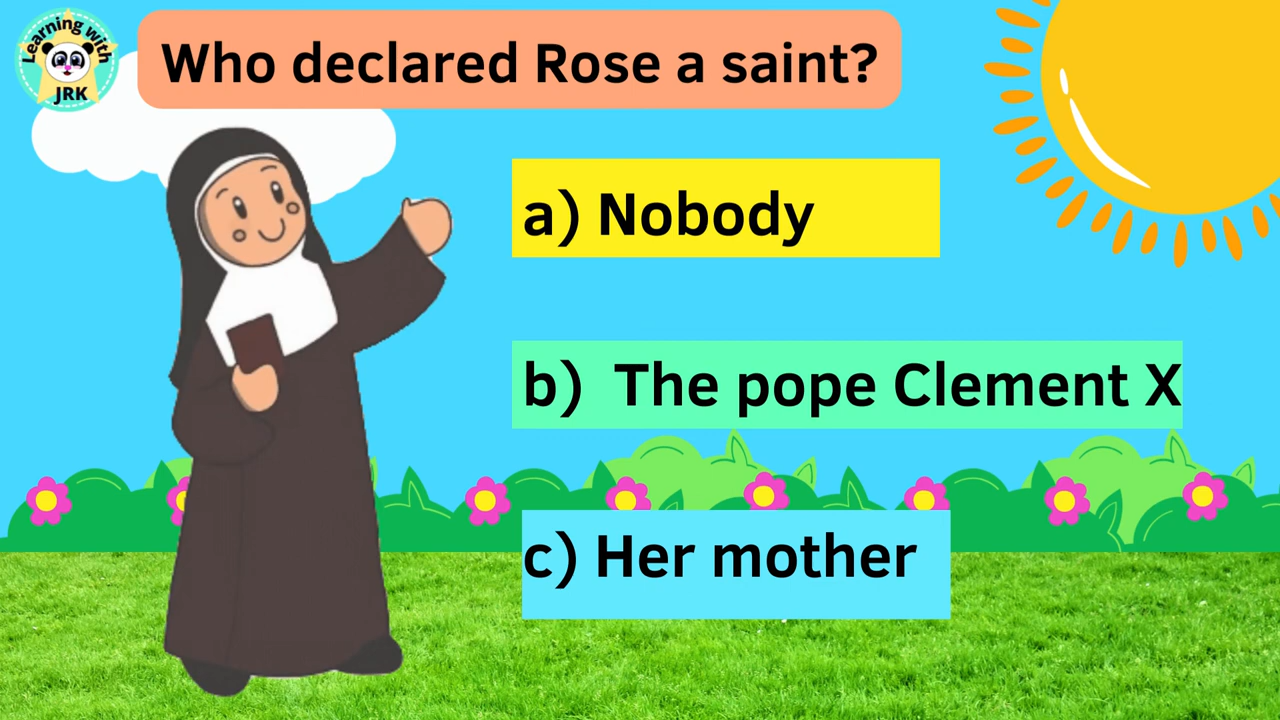 Learning with
JRK
Who declared Rose a saint?
a) Nobody
b) The pope Clement X
c) Her mother